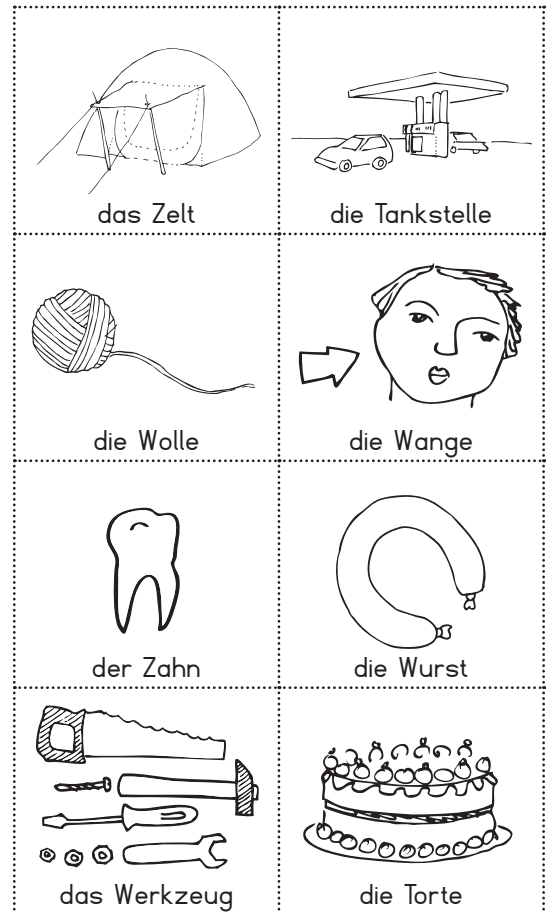 das Zelt
die Tankstelle
die Wolle
die Wange
der Zahn
die Wurst
das Werkzeug
die Torte